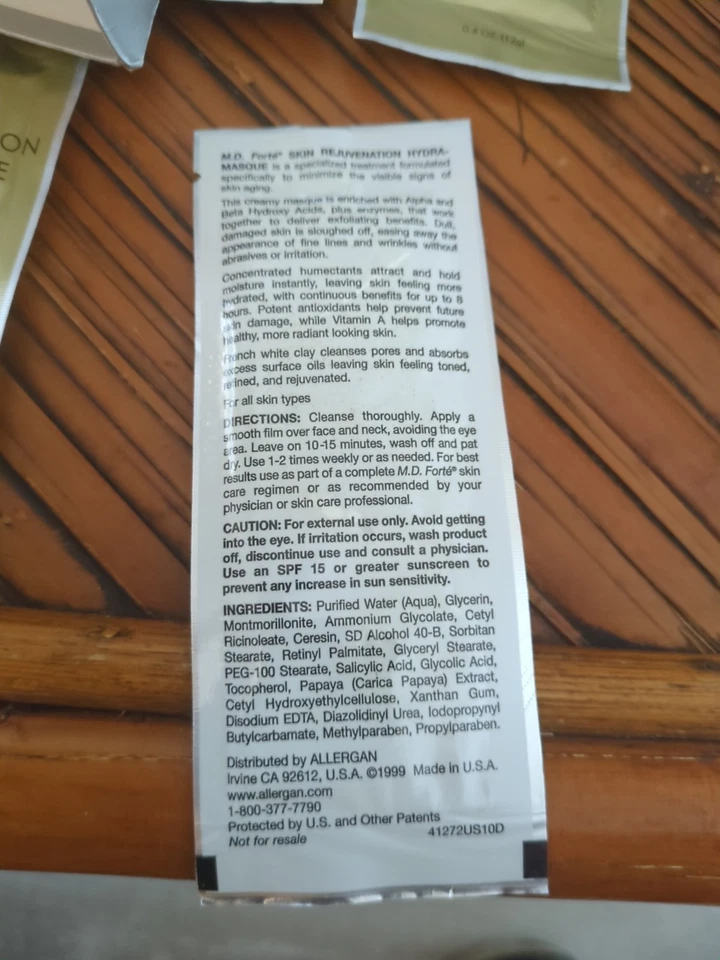 0.4 OZ (12g)
ON
E
M.D. Forté® SKIN REJUVENATION HYDRA-
MASQUE is a specialized treatment formulated
specifically to minimize the visible signs of
skin aging.
This creamy masque is enriched with Alpha and
Beta Hydroxy Acids, plus enzymes, that work
together to deliver exfoliating benefits. Dull,
damaged skin is sloughed off, easing away the
appearance of fine lines and wrinkles without
abrasives or irritation.
Concentrated humectants attract and hold
moisture instantly, leaving skin feeling more
hydrated, with continuous benefits for up to 8
hours. Potent antioxidants help prevent future
skin damage, while Vitamin A helps promote
healthy, more radiant looking skin.
French white clay cleanses pores and absorbs
excess surface oils leaving skin feeling toned,
refined, and rejuvenated.
For all skin types
DIRECTIONS: Cleanse thoroughly. Apply a
smooth film over face and neck, avoiding the eye
area. Leave on 10-15 minutes, wash off and pat
dry. Use 1-2 times weekly or as needed. For best
results use as part of a complete M.D. Forté® skin
care regimen or as recommended by your
physician or skin care professional.
CAUTION: For external use only. Avoid getting
into the eye. If irritation occurs, wash product
off, discontinue use and consult a physician.
Use an SPF 15 or greater sunscreen to
prevent any increase in sun sensitivity.
INGREDIENTS: Purified Water (Aqua), Glycerin,
Montmorillonite, Ammonium Glycolate, Cetyl
Ricinoleate, Ceresin, SD Alcohol 40-B, Sorbitan
Stearate, Retinyl Palmitate, Glyceryl Stearate,
PEG-100 Stearate, Salicylic Acid, Glycolic Acid,
Tocopherol, Papaya (Carica Papaya) Extract,
Cetyl Hydroxyethylcellulose, Xanthan Gum,
Disodium EDTA, Diazolidinyl Urea, Iodopropynyl
Butylcarbamate, Methylparaben, Propylparaben.
Distributed by ALLERGAN
Irvine CA 92612, U.S.A. ©1999 Made in U.S.A.
www.allergan.com
1-800-377-7790
Protected by U.S. and Other Patents
Not for resale 41272US10D